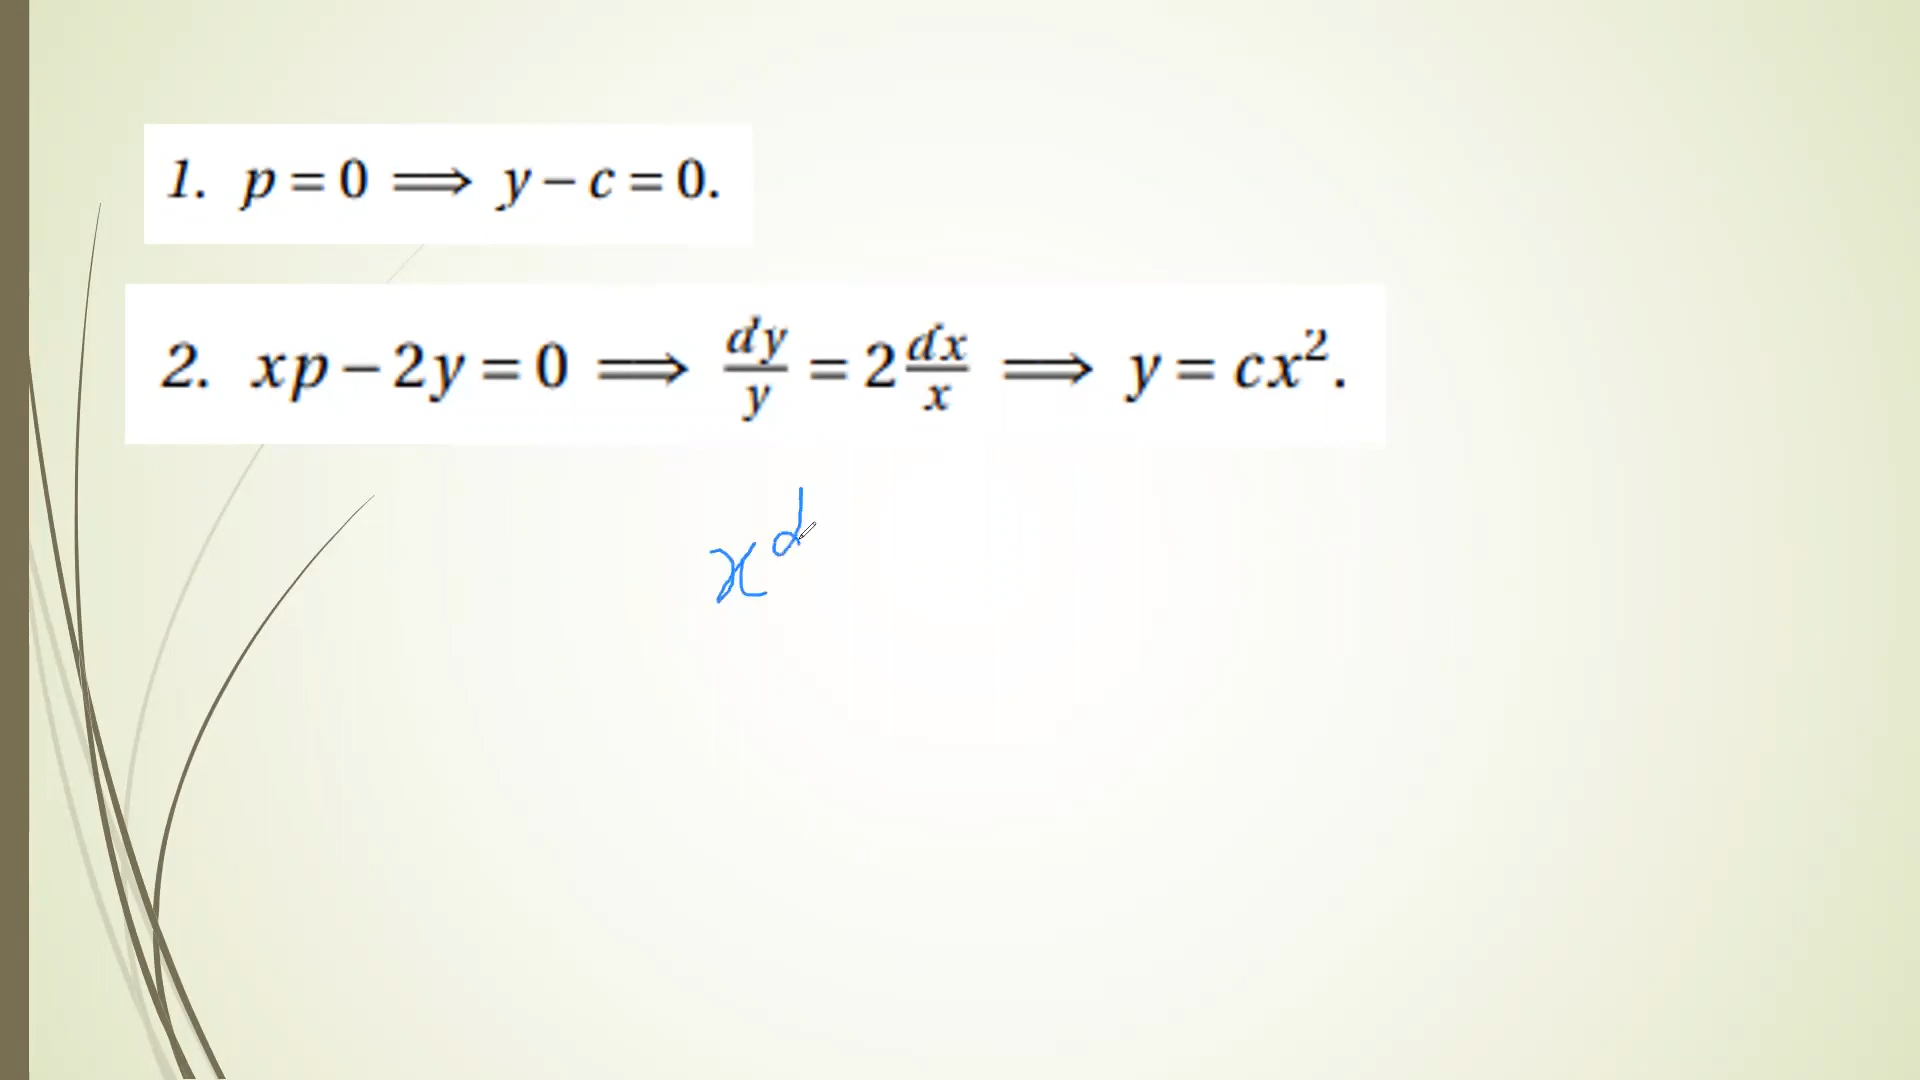 1. p = 0 ⟹ y − c = 0.
2. xp − 2y = 0 ⟹ dy/y = 2 dx/x ⟹ y = cx².
x d